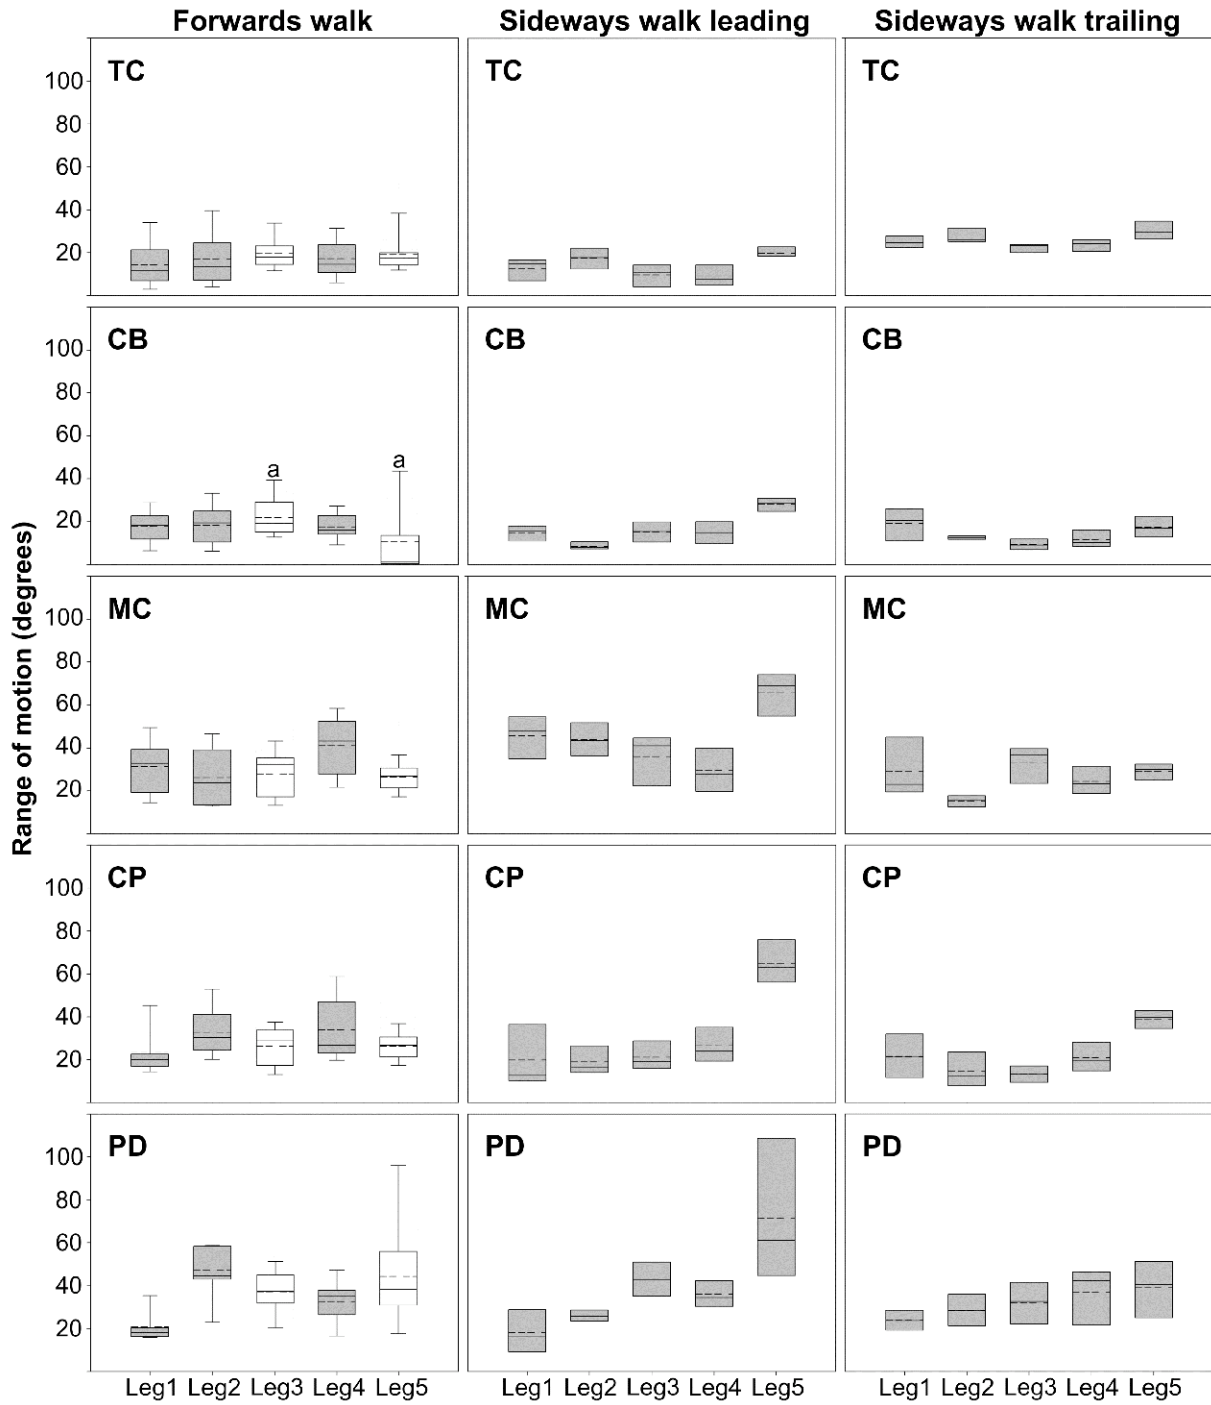 Forwards walk Sideways walk leading Sideways walk trailing
TC TC TC
100
80
60
40
20
CB CB CB
100
80
60
40
20
a a
MC MC MC
100
80
60
40
20
Range of motion (degrees)
CP CP CP
100
80
60
40
20
PD PD PD
100
80
60
40
20
Leg1 Leg2 Leg3 Leg4 Leg5 Leg1 Leg2 Leg3 Leg4 Leg5 Leg1 Leg2 Leg3 Leg4 Leg5